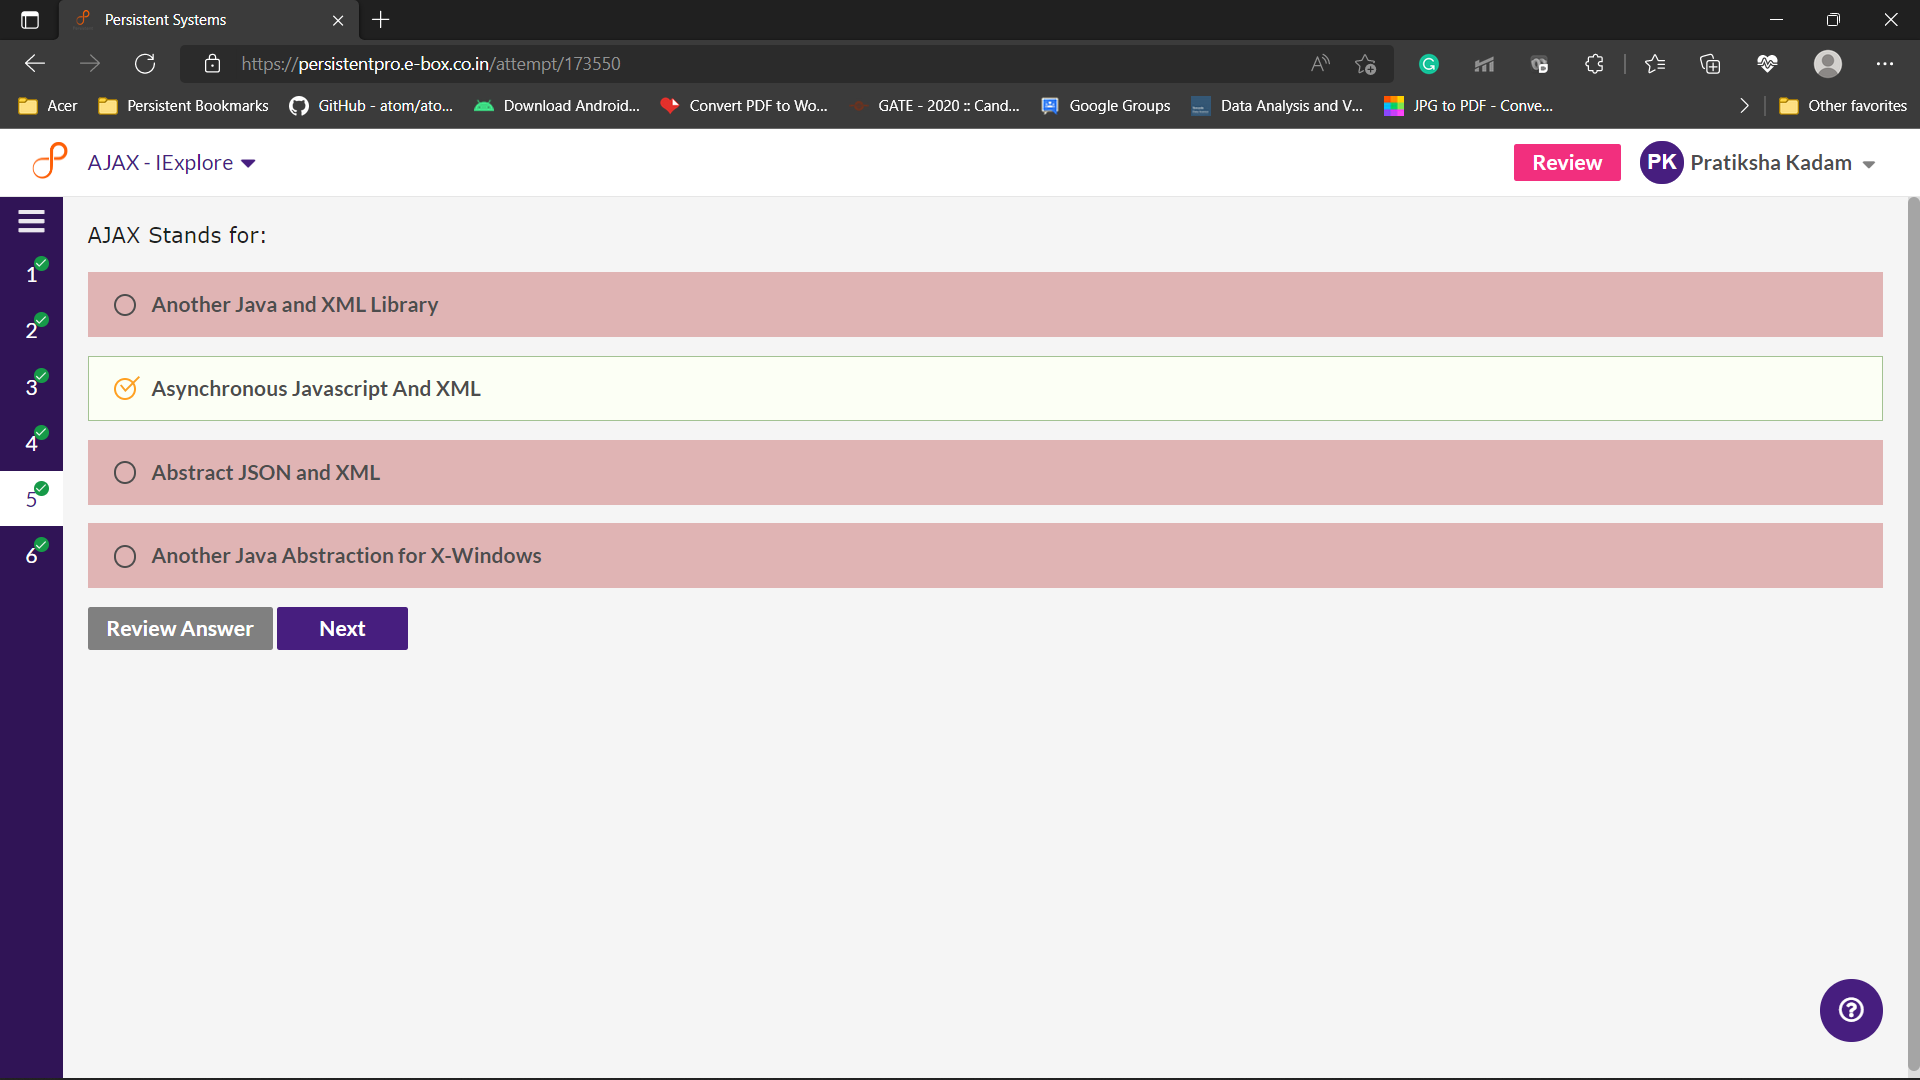 Persistent Systems
https://persistentpro.e-box.co.in/attempt/173550
Acer
Persistent Bookmarks
GitHub - atom/ato...
Download Android...
Convert PDF to Wo...
GATE - 2020 :: Cand...
Google Groups
Data Analysis and V...
JPG to PDF - Conve...
Other favorites
AJAX - IExplore
Review
PK
Pratiksha Kadam
1
2
3
4
5
6
AJAX Stands for:
Another Java and XML Library
Asynchronous Javascript And XML
Abstract JSON and XML
Another Java Abstraction for X-Windows
Review Answer
Next